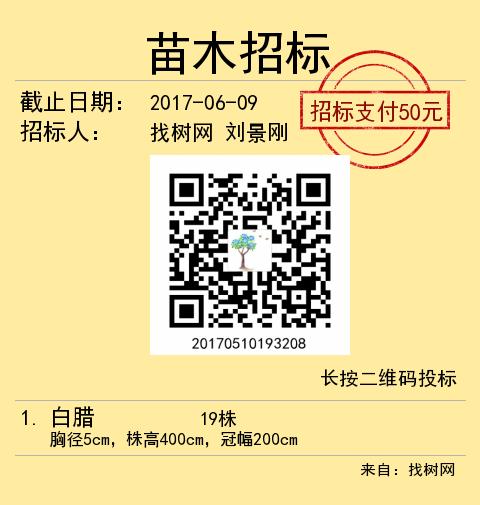 苗木招标
截止日期： 2017-06-09
招标人： 找树网 刘景刚
招标支付50元
20170510193208
长按二维码投标
1. 白腊 19株
胸径5cm，株高400cm，冠幅200cm
来自：找树网